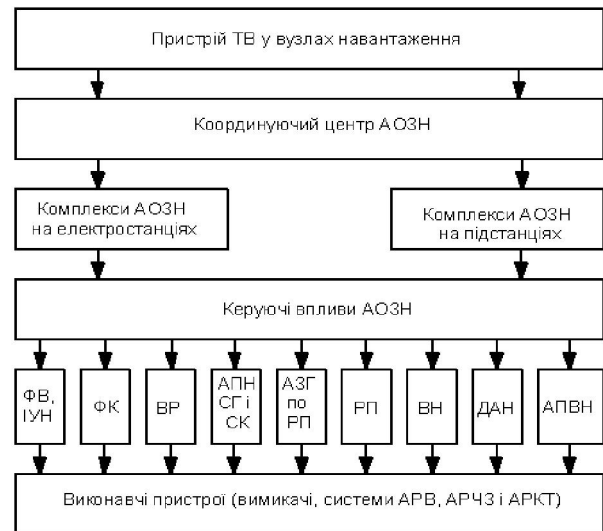 Пристрій ТВ у вузлах навантаження
Координуючий центр АОЗН
Комплекси АОЗН
на електростанціях
Комплекси АОЗН
на підстанціях
Керуючі впливи АОЗН
ФВ,
ІУН
ФК
ВР
АПН
СГ і
СК
АЗГ
по
РП
РП
ВН
ДАН
АПВН
Виконавчі пристрої (вимикачі, системи АРВ, АРЧЗ і АРКТ)